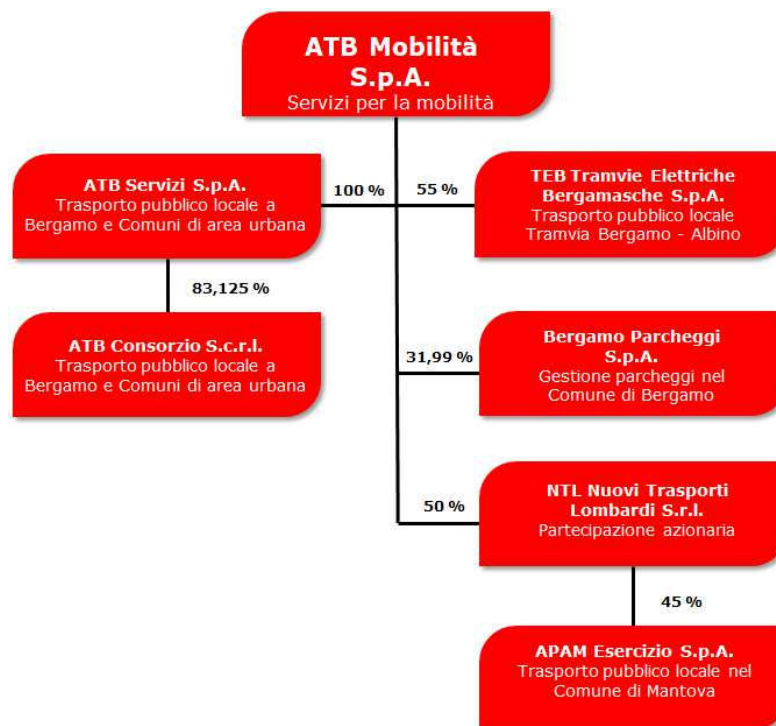 ATB Mobilità
S.p.A.
Servizi per la mobilità
ATB Servizi S.p.A.
Trasporto pubblico locale a
Bergamo e Comuni di area urbana
100 %
55 %
TEB Tramvie Elettriche
Bergamasche S.p.A.
Trasporto pubblico locale
Tramvia Bergamo - Albino
83,125 %
ATB Consorzio S.c.r.l.
Trasporto pubblico locale a
Bergamo e Comuni di area urbana
31,99 %
Bergamo Parcheggi
S.p.A.
Gestione parcheggi nel
Comune di Bergamo
50 %
NTL Nuovi Trasporti
Lombardi S.r.l.
Partecipazione azionaria
45 %
APAM Esercizio S.p.A.
Trasporto pubblico locale nel
Comune di Mantova